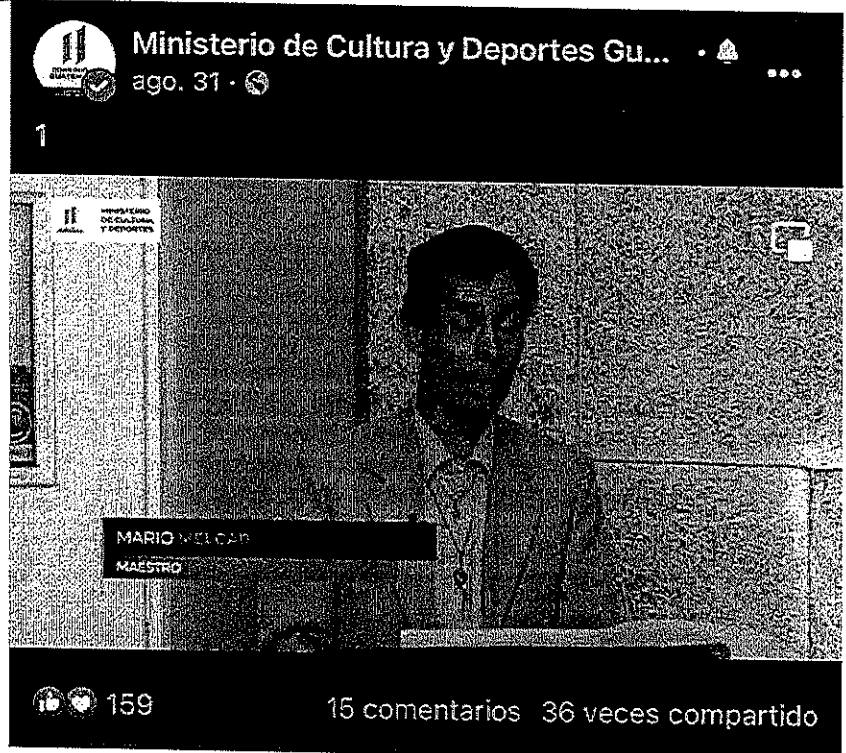 Ministerio de Cultura y Deportes Gu...
ago. 31
1
MINISTERIO
DE CULTURA
Y DEPORTES
MARIO
MAESTRO
159
15 comentarios 36 veces compartido